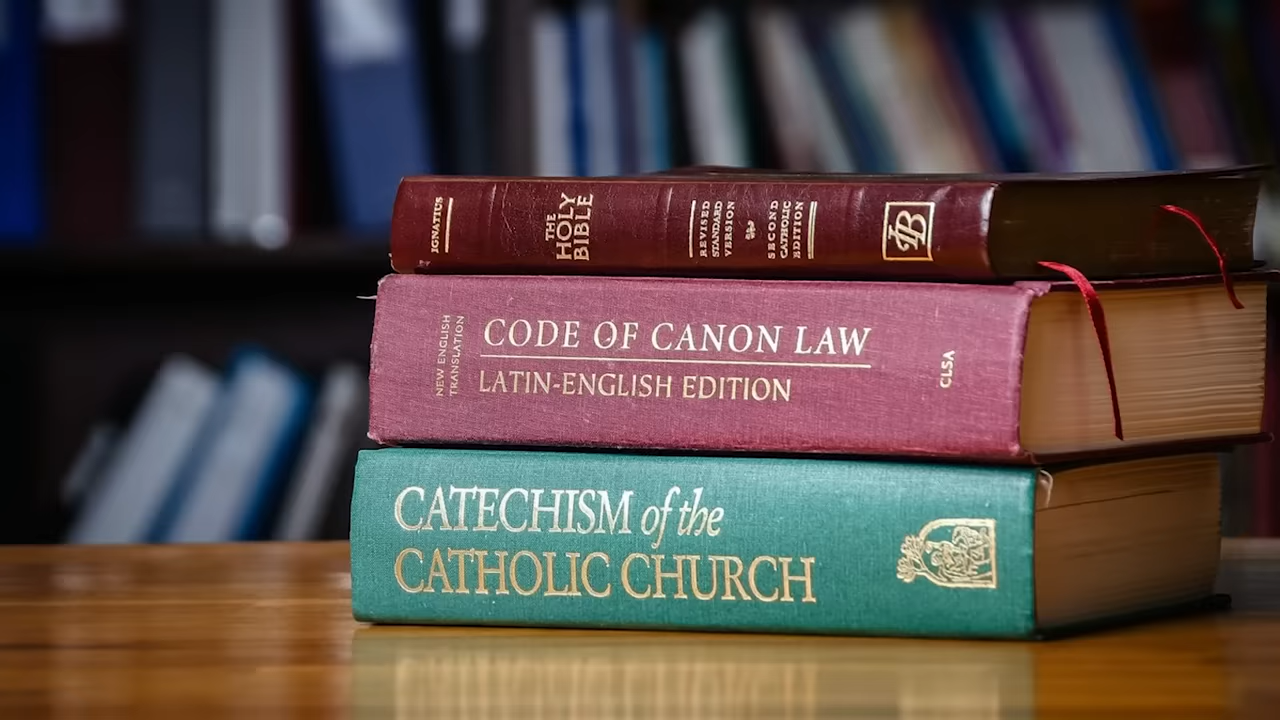 IGNATIUS
THE
HOLY
BIBLE
REVISED
STANDARD
VERSION
SECOND
CATHOLIC
EDITION
NEW ENGLISH
TRANSLATION
CODE OF CANON LAW
LATIN-ENGLISH EDITION
CLSA
CATECHISM of the
CATHOLIC CHURCH